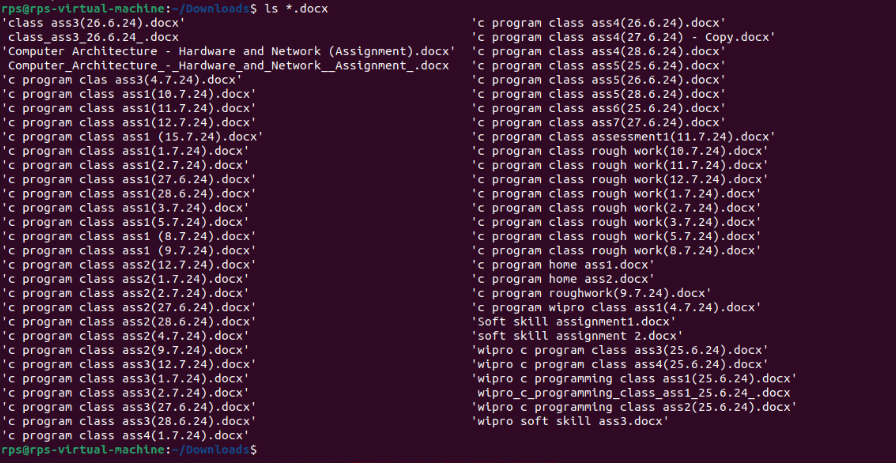 rps@rps-virtual-machine:~/Downloads$ ls *.docx
'class ass3(26.6.24).docx' 'c program class ass4(26.6.24).docx'
class_ass3_26.6.24_.docx 'c program class ass4(27.6.24) - Copy.docx'
'Computer Architecture - Hardware and Network (Assignment).docx' 'c program class ass4(28.6.24).docx'
Computer_Architecture_-_Hardware_and_Network__Assignment_.docx 'c program class ass5(25.6.24).docx'
'c program clas ass3(4.7.24).docx' 'c program class ass5(26.6.24).docx'
'c program class ass1(10.7.24).docx' 'c program class ass5(28.6.24).docx'
'c program class ass1(11.7.24).docx' 'c program class ass6(25.6.24).docx'
'c program class ass1(12.7.24).docx' 'c program class ass7(27.6.24).docx'
'c program class ass1 (15.7.24).docx' 'c program class assessment1(11.7.24).docx'
'c program class ass1(1.7.24).docx' 'c program class rough work(10.7.24).docx'
'c program class ass1(2.7.24).docx' 'c program class rough work(11.7.24).docx'
'c program class ass1(27.6.24).docx' 'c program class rough work(12.7.24).docx'
'c program class ass1(28.6.24).docx' 'c program class rough work(1.7.24).docx'
'c program class ass1(3.7.24).docx' 'c program class rough work(2.7.24).docx'
'c program class ass1(5.7.24).docx' 'c program class rough work(3.7.24).docx'
'c program class ass1 (8.7.24).docx' 'c program class rough work(5.7.24).docx'
'c program class ass1 (9.7.24).docx' 'c program class rough work(8.7.24).docx'
'c program class ass2(12.7.24).docx' 'c program home ass1.docx'
'c program class ass2(1.7.24).docx' 'c program home ass2.docx'
'c program class ass2(2.7.24).docx' 'c program roughwork(9.7.24).docx'
'c program class ass2(27.6.24).docx' 'c program wipro class ass1(4.7.24).docx'
'c program class ass2(28.6.24).docx' 'Soft skill assignment1.docx'
'c program class ass2(4.7.24).docx' 'soft skill assignment 2.docx'
'c program class ass2(9.7.24).docx' 'wipro c program class ass3(25.6.24).docx'
'c program class ass3(12.7.24).docx' 'wipro c program class ass4(25.6.24).docx'
'c program class ass3(1.7.24).docx' 'wipro c programming class ass1(25.6.24).docx'
'c program class ass3(2.7.24).docx' wipro_c_programming_class_ass1_25.6.24_.docx
'c program class ass3(27.6.24).docx' 'wipro c programming class ass2(25.6.24).docx'
'c program class ass3(28.6.24).docx' 'wipro soft skill ass3.docx'
'c program class ass4(1.7.24).docx'
rps@rps-virtual-machine:~/Downloads$